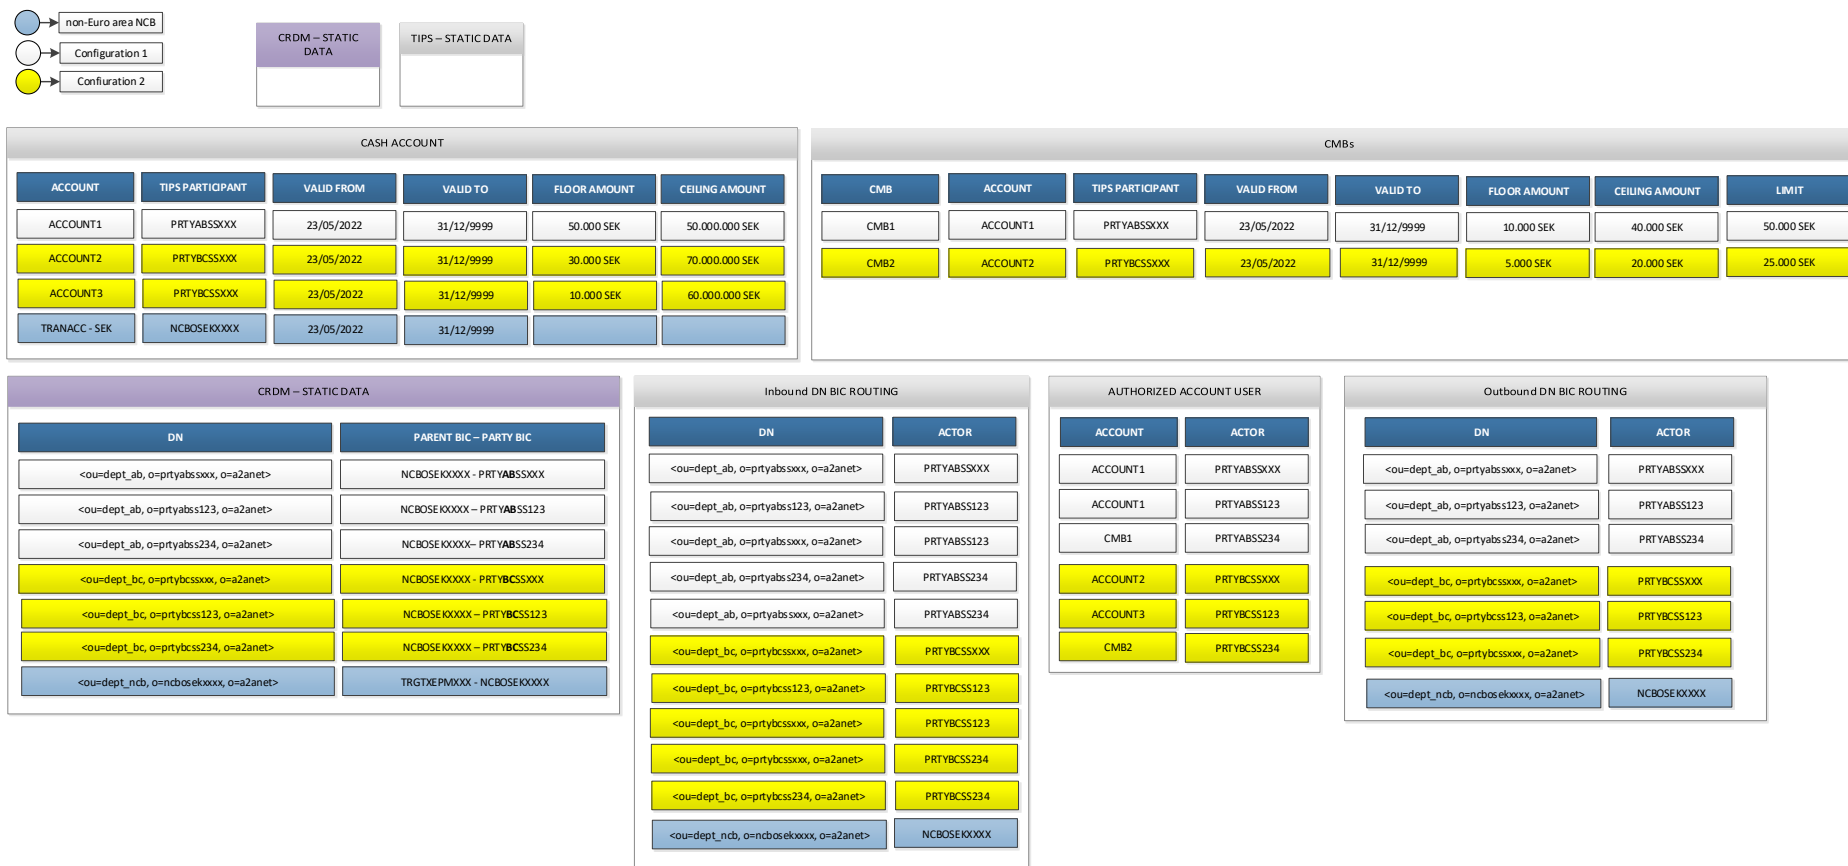 non-Euro area NCB
Configuration 1
Confiuration 2
CRDM – STATIC
DATA
TIPS – STATIC DATA
CASH ACCOUNT
ACCOUNT TIPS PARTICIPANT VALID FROM VALID TO FLOOR AMOUNT CEILING AMOUNT
ACCOUNT1 PRTYABSSXXX 23/05/2022 31/12/9999 50.000 SEK 50.000.000 SEK
ACCOUNT2 PRTYBCSSXXX 23/05/2022 31/12/9999 30.000 SEK 70.000.000 SEK
ACCOUNT3 PRTYBCSSXXX 23/05/2022 31/12/9999 10.000 SEK 60.000.000 SEK
TRANACC - SEK NCBOSEKXXXX 23/05/2022 31/12/9999
CMBs
CMB ACCOUNT TIPS PARTICIPANT VALID FROM VALID TO FLOOR AMOUNT CEILING AMOUNT LIMIT
CMB1 ACCOUNT1 PRTYABSSXXX 23/05/2022 31/12/9999 10.000 SEK 40.000 SEK 50.000 SEK
CMB2 ACCOUNT2 PRTYBCSSXXX 23/05/2022 31/12/9999 5.000 SEK 20.000 SEK 25.000 SEK
CRDM – STATIC DATA
DN PARENT BIC – PARTY BIC
<ou=dept_ab, o=prtyabssxxx, o=a2anet> NCBOSEKXXXX - PRTYABSSXXX
<ou=dept_ab, o=prtyabss123, o=a2anet> NCBOSEKXXXX – PRTYABSS123
<ou=dept_ab, o=prtyabss234, o=a2anet> NCBOSEKXXXX– PRTYABSS234
<ou=dept_bc, o=prtybcssxxx, o=a2anet> NCBOSEKXXXX - PRTYBCSSXXX
<ou=dept_bc, o=prtybcss123, o=a2anet> NCBOSEKXXXX – PRTYBCSS123
<ou=dept_bc, o=prtybcss234, o=a2anet> NCBOSEKXXXX – PRTYBCSS234
<ou=dept_ncb, o=ncbosekxxxx, o=a2anet> TRGTXEPMXXX - NCBOSEKXXXX
Inbound DN BIC ROUTING
DN ACTOR
<ou=dept_ab, o=prtyabssxxx, o=a2anet> PRTYABSSXXX
<ou=dept_ab, o=prtyabss123, o=a2anet> PRTYABSS123
<ou=dept_ab, o=prtyabssxxx, o=a2anet> PRTYABSS123
<ou=dept_ab, o=prtyabss234, o=a2anet> PRTYABSS234
<ou=dept_ab, o=prtyabssxxx, o=a2anet> PRTYABSS234
<ou=dept_bc, o=prtybcssxxx, o=a2anet> PRTYBCSSXXX
<ou=dept_bc, o=prtybcss123, o=a2anet> PRTYBCSS123
<ou=dept_bc, o=prtybcssxxx, o=a2anet> PRTYBCSS123
<ou=dept_bc, o=prtybcssxxx, o=a2anet> PRTYBCSS234
<ou=dept_bc, o=prtybcss234, o=a2anet> PRTYBCSS234
<ou=dept_ncb, o=ncbosekxxxx, o=a2anet> NCBOSEKXXXX
AUTHORIZED ACCOUNT USER
ACCOUNT ACTOR
ACCOUNT1 PRTYABSSXXX
ACCOUNT1 PRTYABSS123
CMB1 PRTYABSS234
ACCOUNT2 PRTYBCSSXXX
ACCOUNT3 PRTYBCSS123
CMB2 PRTYBCSS234
Outbound DN BIC ROUTING
DN ACTOR
<ou=dept_ab, o=prtyabssxxx, o=a2anet> PRTYABSSXXX
<ou=dept_ab, o=prtyabss123, o=a2anet> PRTYABSS123
<ou=dept_ab, o=prtyabss234, o=a2anet> PRTYABSS234
<ou=dept_bc, o=prtybcssxxx, o=a2anet> PRTYBCSSXXX
<ou=dept_bc, o=prtybcss123, o=a2anet> PRTYBCSS123
<ou=dept_bc, o=prtybcssxxx, o=a2anet> PRTYBCSS234
<ou=dept_ncb, o=ncbosekxxxx, o=a2anet> NCBOSEKXXXX